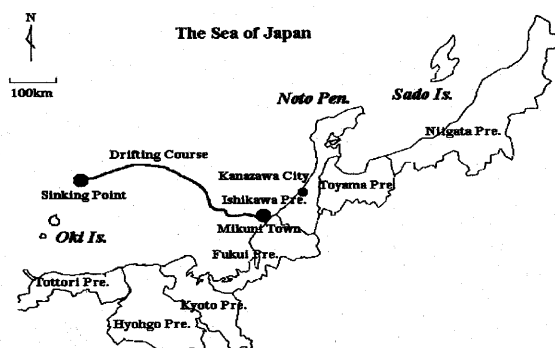 N
The Sea of Japan
100km
Noto Pen.
Sado Is.
Niigata Pre.
Drifting Course
Kanazawa City
Toyama Pre
Sinking Point
Ishikawa Pre.
Mikuni Town
Oki Is.
Fukui Pre.
Tottori Pre.
Kyoto Pre.
Hyohgo Pre.